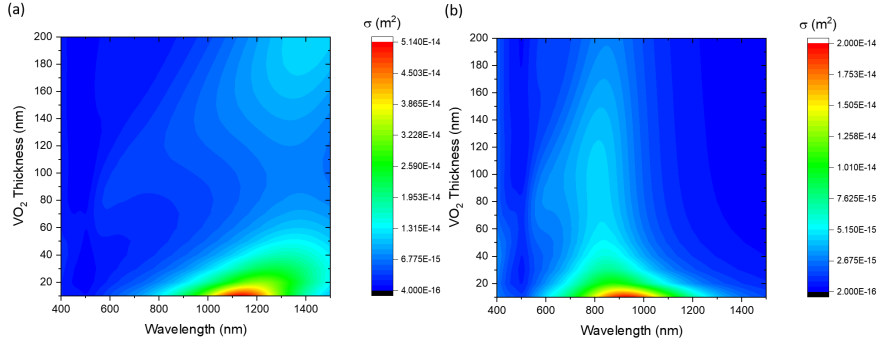 (a)
VO2 Thickness (nm)
200
180
160
140
120
100
80
60
40
20
400 600 800 1000 1200 1400
Wavelength (nm)
σ (m²)
5.140E-14
4.503E-14
3.865E-14
3.228E-14
2.590E-14
1.953E-14
1.315E-14
6.775E-15
4.000E-16
(b)
VO2 Thickness (nm)
200
180
160
140
120
100
80
60
40
20
400 600 800 1000 1200 1400
Wavelength (nm)
σ (m²)
2.000E-14
1.753E-14
1.505E-14
1.258E-14
1.010E-14
7.625E-15
5.150E-15
2.675E-15
2.000E-16